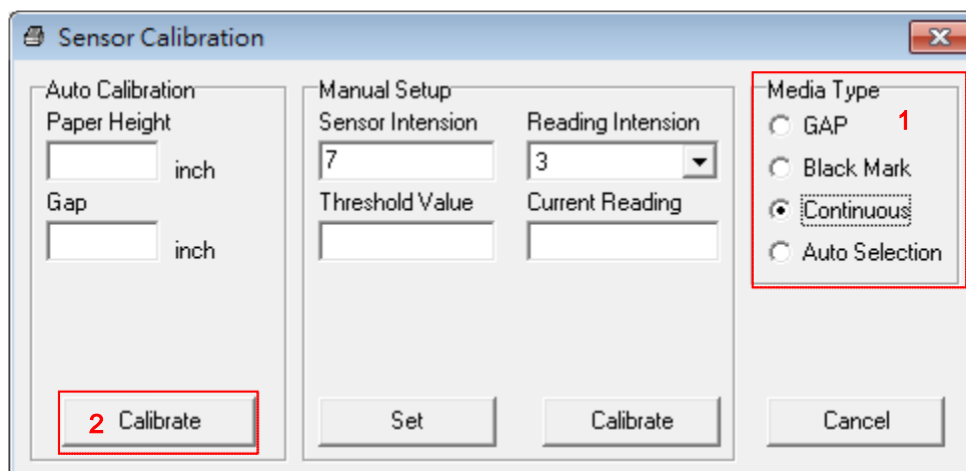 Sensor Calibration
Auto Calibration
Paper Height
inch
Gap
inch
2 Calibrate
Manual Setup
Sensor Intension Reading Intension
7 3
Threshold Value Current Reading
Set Calibrate
Media Type
1
GAP
Black Mark
Continuous
Auto Selection
Cancel